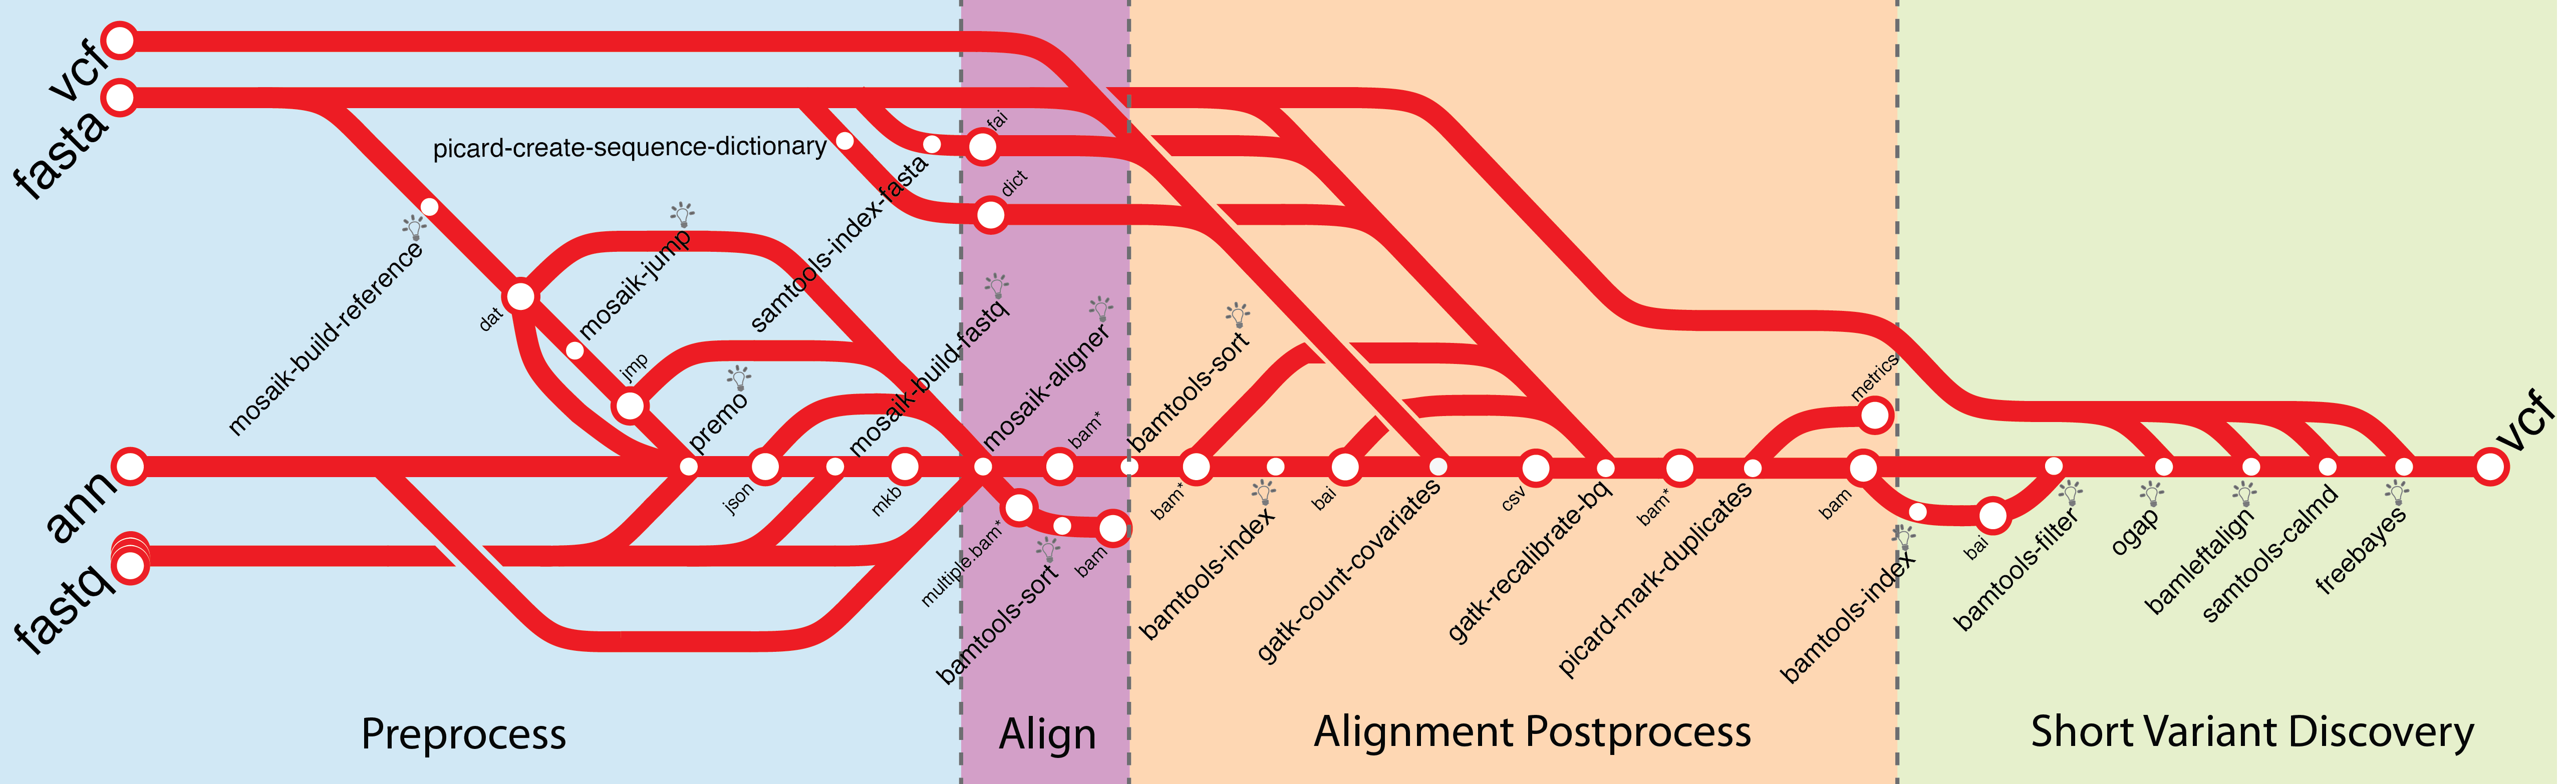 vcf
fasta
picard-create-sequence-dictionary
fai
dict
mosaik-build-reference
dat
mosaik-jump
jmp
samtools-index-fasta
premo
mosaik-build-fastq
mosaik-aligner
ann
fastq
json
mkb
bam*
multiple.bam*
bamtools-sort
bam
bamtools-sort
bam*
bamtools-index
bai
gatk-count-covariates
csv
gatk-recalibrate-bq
bam*
picard-mark-duplicates
metrics
bam
bamtools-index
bai
bamtools-filter
ogap
bamleftalign
samtools-calmd
freebayes
vcf
Preprocess
Align
Alignment Postprocess
Short Variant Discovery